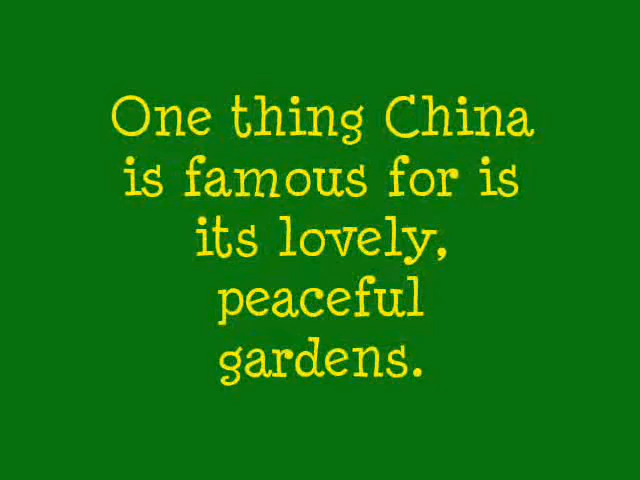 One thing China
is famous for is
its lovely,
peaceful
gardens.